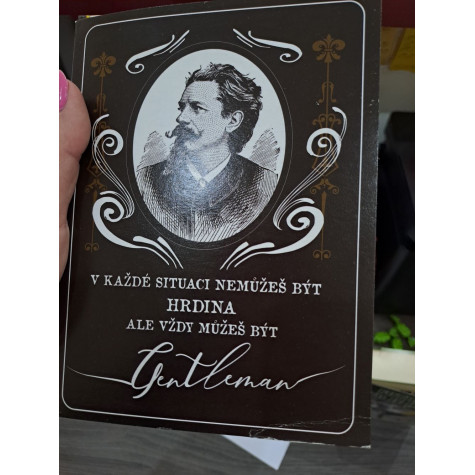 V KAŽDÉ SITUACI NEMŮŽEŠ BÝT
HRDINA
ALE VŽDY MŮŽEŠ BÝT
Gentleman